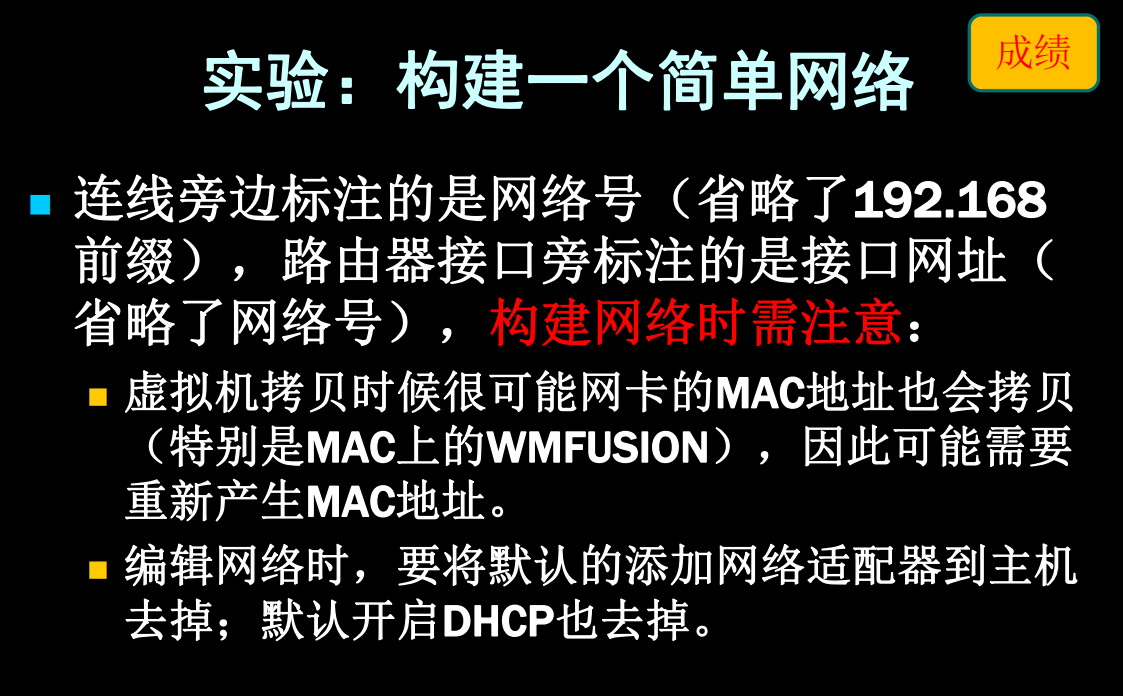 成绩
实验：构建一个简单网络
连线旁边标注的是网络号（省略了192.168
前缀），路由器接口旁标注的是接口网址（
省略了网络号），构建网络时需注意：
虚拟机拷贝时候很可能网卡的MAC地址也会拷贝
（特别是MAC上的WMFUSION），因此可能需要
重新产生MAC地址。
编辑网络时，要将默认的添加网络适配器到主机
去掉；默认开启DHCP也去掉。